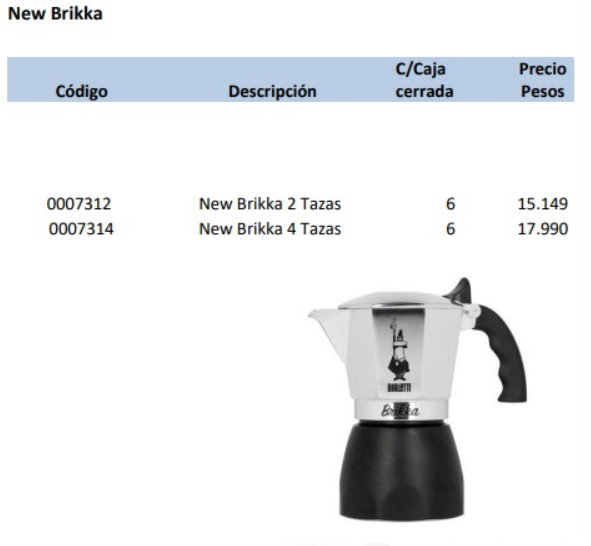 New Brikka
C/Caja Precio
Código Descripción cerrada Pesos
0007312 New Brikka 2 Tazas 6 15.149
0007314 New Brikka 4 Tazas 6 17.990
BIALETTI
Brikka